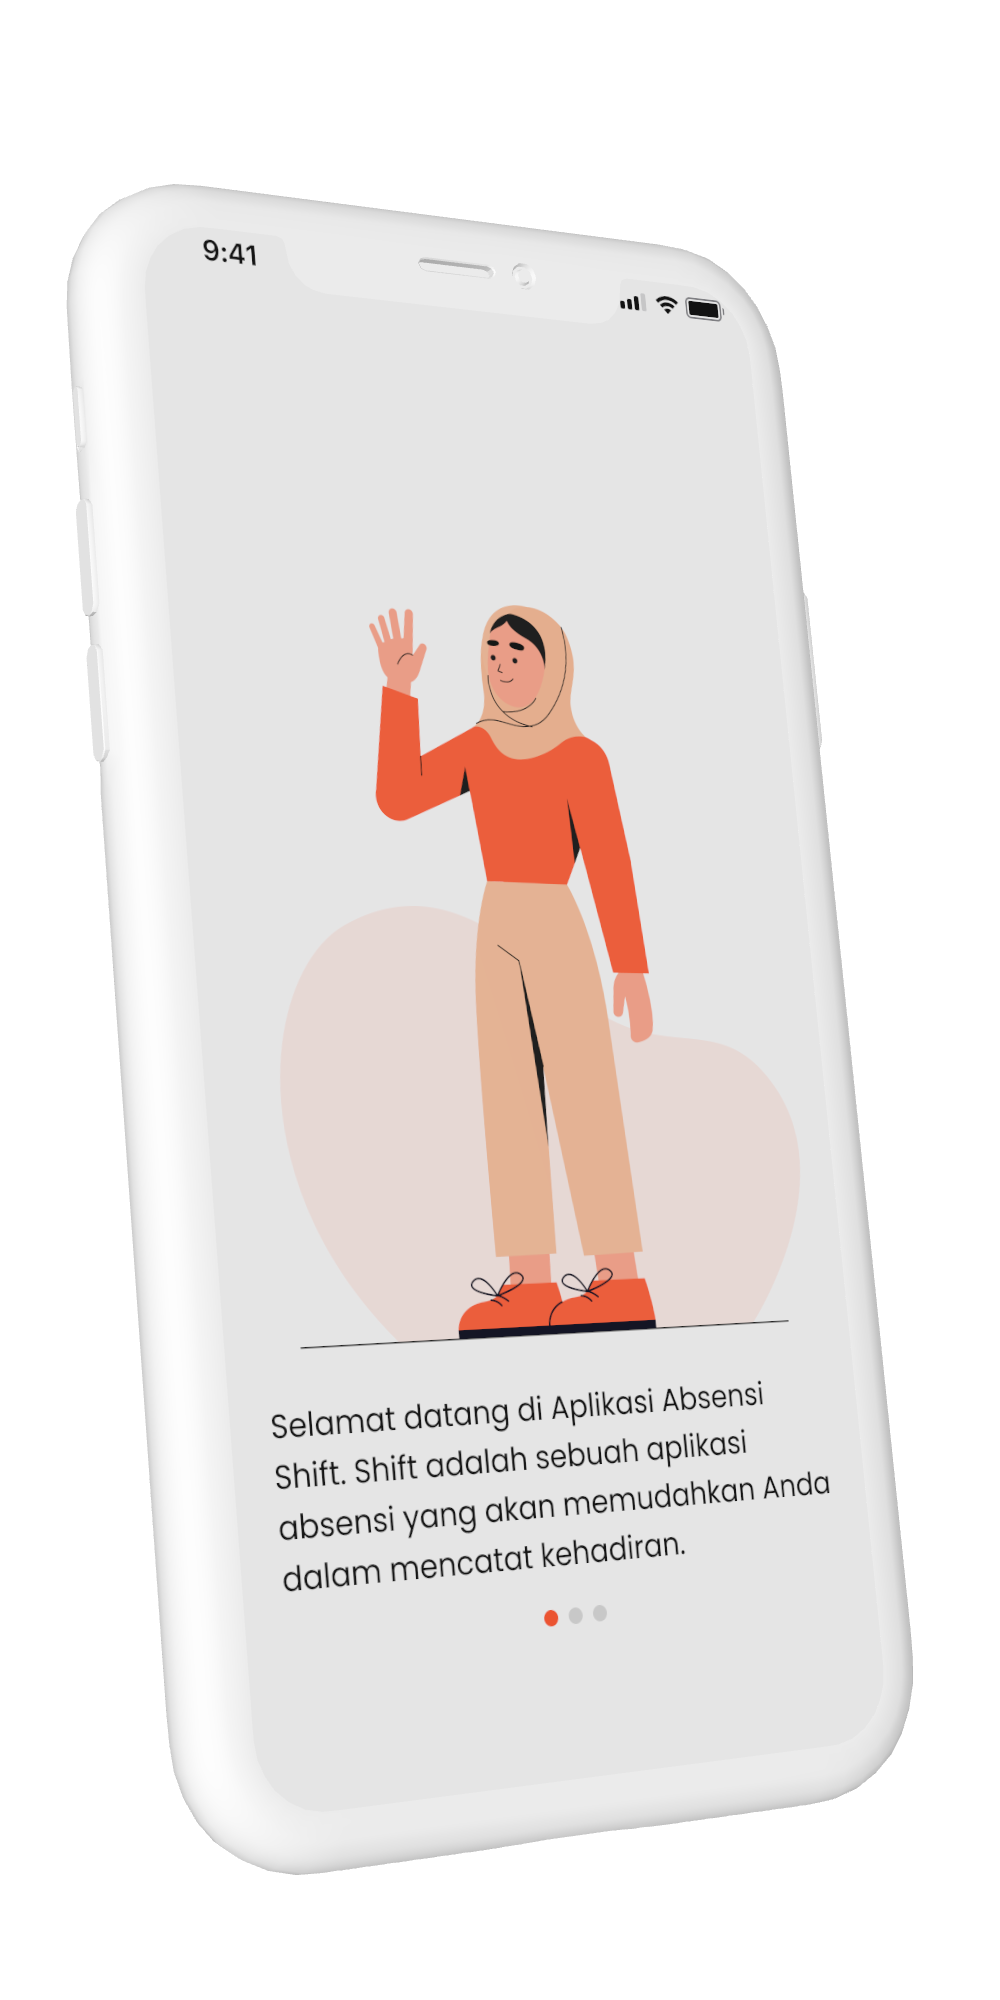 9:41
Selamat datang di Aplikasi Absensi
Shift. Shift adalah sebuah aplikasi
absensi yang akan memudahkan Anda
dalam mencatat kehadiran.